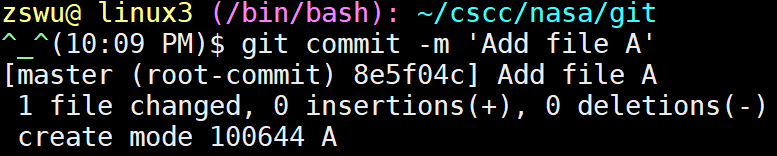 zswu@ linux3 (/bin/bash): ~/cscc/nasa/git
^_^(10:09 PM)$ git commit -m 'Add file A'
[master (root-commit) 8e5f04c] Add file A
 1 file changed, 0 insertions(+), 0 deletions(-)
 create mode 100644 A